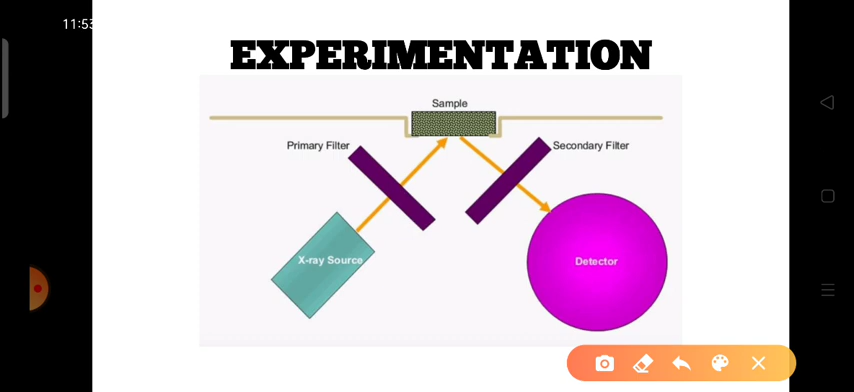 11:53
EXPERIMENTATION
Sample
Primary Filter
Secondary Filter
X-ray Source
Detector